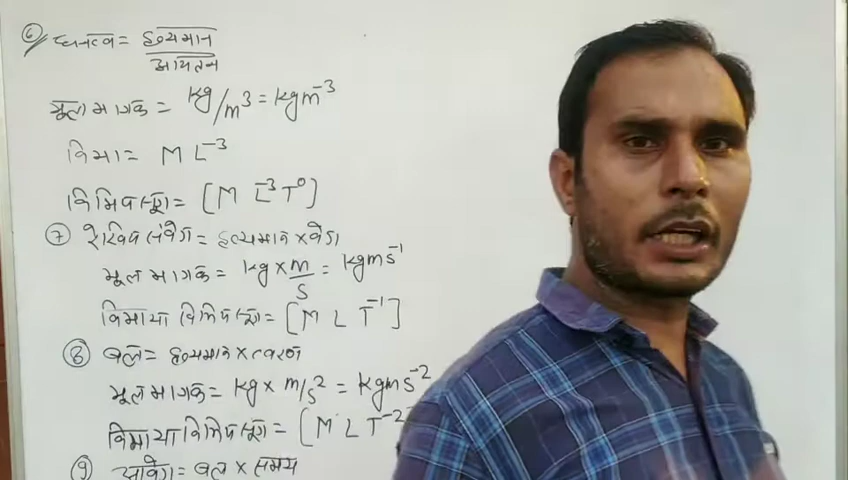 ⑥ घनत्व = द्रव्यमान / आयतन
मूल मात्रक = kg/m³ = kgm⁻³
विमा = M L⁻³
विमिय सूत्र = [M L⁻³ T⁰]
⑦ रेखिय संवेग = द्रव्यमान × वेग
मूल मात्रक = kg × m/s = kgms⁻¹
विमा या विमिय सूत्र = [M L T⁻¹]
⑧ बल = द्रव्यमान × त्वरण
मूल मात्रक = kg × m/s² = kgms⁻²
विमा या विमिय सूत्र = [M L T⁻²
⑨ आवेग = बल × समय